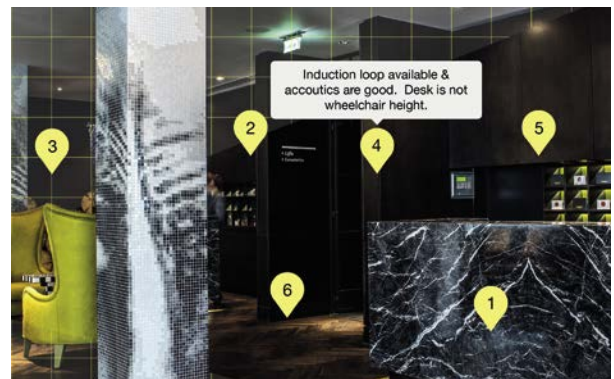 Induction loop available &
accoutics are good. Desk is not
wheelchair height.
2
3
4
5
6
1